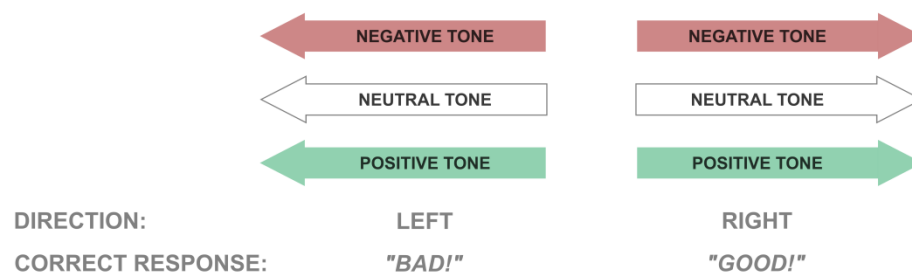 NEGATIVE TONE NEGATIVE TONE
NEUTRAL TONE NEUTRAL TONE
POSITIVE TONE POSITIVE TONE
DIRECTION: LEFT RIGHT
CORRECT RESPONSE: "BAD!" "GOOD!"